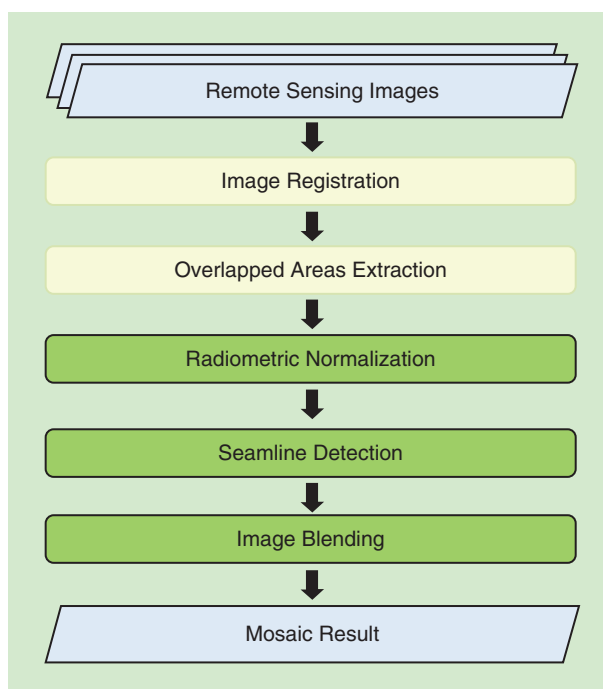 Remote Sensing Images
Image Registration
Overlapped Areas Extraction
Radiometric Normalization
Seamline Detection
Image Blending
Mosaic Result